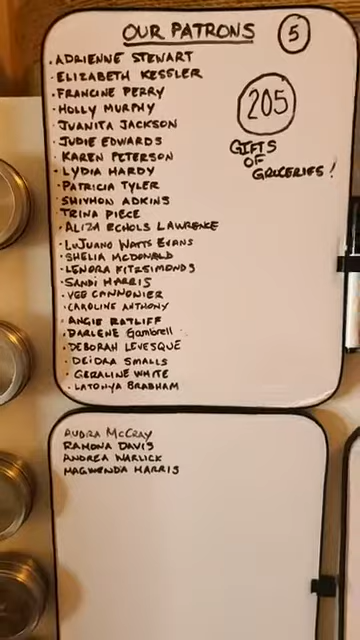 OUR PATRONS
5
• ADRIENNE STEWART
• ELIZABETH KESSLER
• FRANCINE PERRY
• HOLLY MURPHY
• JUANITA JACKSON
• JUDIE EDWARDS
• KAREN PETERSON
• LYDIA HARDY
• PATRICIA TYLER
• SHIVHON ADKINS
• TRINA PIECE
• ALIZA ECHOLS LAWRENCE
• LUJUANO WATTS EVANS
• SHELIA MCDONALD
• LENORA FITZSIMONDS
• SANDI HARRIS
• VEE CANNONIER
• CAROLINE ANTHONY
• ANGIE RATLIFF
• DARLENE Gambrell
• DEBORAH LEVESQUE
• DEIDRA SMALLS
• GERALINE WHITE
• LATONYA BRABHAM
205
GIFTS
OF
GROCERIES!
AUDRA MCCRAY
RAMONA DAVIS
ANDREA WARLICK
MAGWENDA HARRIS